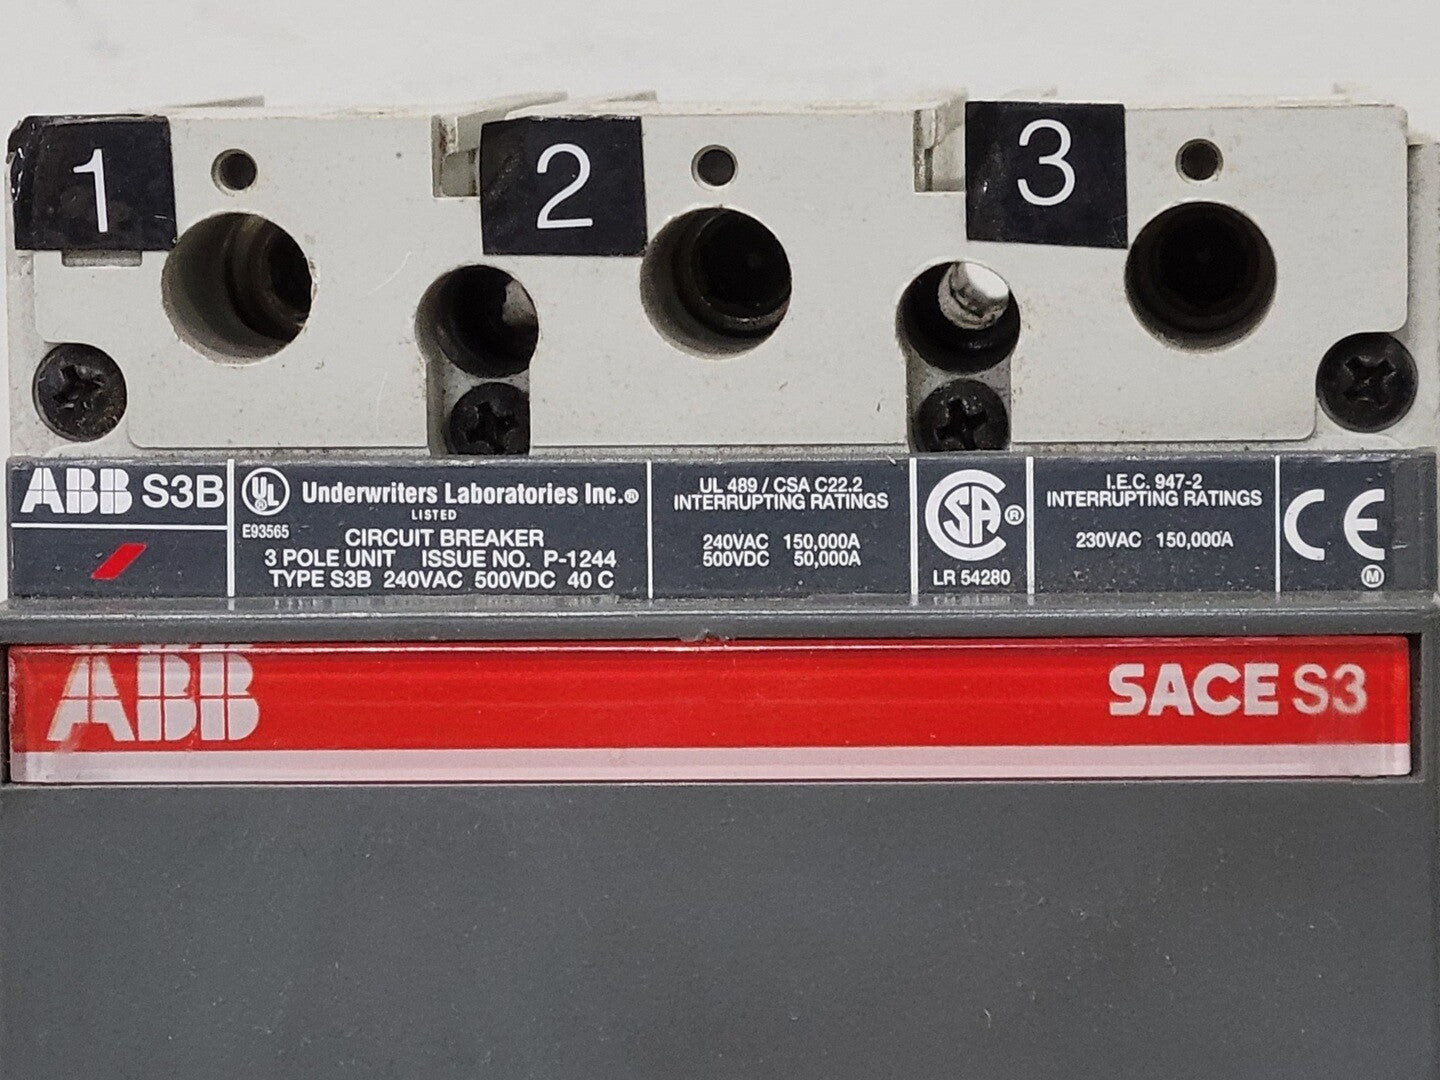 1
2
3
ABB S3B
UL
®
E93565
Underwriters Laboratories Inc.®
LISTED
CIRCUIT BREAKER
3 POLE UNIT ISSUE NO. P-1244
TYPE S3B 240VAC 500VDC 40 C
UL 489 / CSA C22.2
INTERRUPTING RATINGS
240VAC 150,000A
500VDC 50,000A
SA ®
LR 54280
I.E.C. 947-2
INTERRUPTING RATINGS
230VAC 150,000A
CE
M
ABB
SACE S3